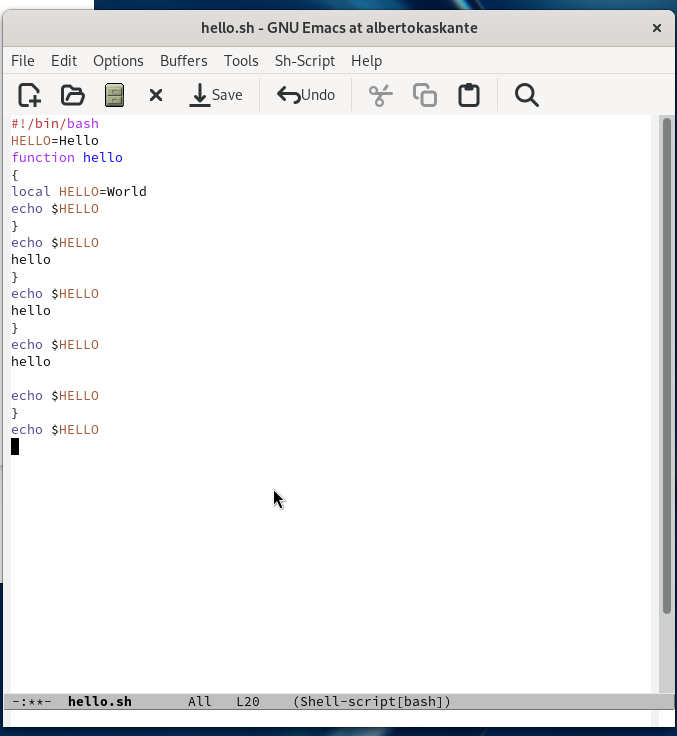 hello.sh - GNU Emacs at albertokaskante
File Edit Options Buffers Tools Sh-Script Help
Save Undo
#!/bin/bash
HELLO=Hello
function hello
{
local HELLO=World
echo $HELLO
}
echo $HELLO
hello
}
echo $HELLO
hello
}
echo $HELLO
hello

echo $HELLO
}
echo $HELLO
-:**- hello.sh All L20 (Shell-script[bash])